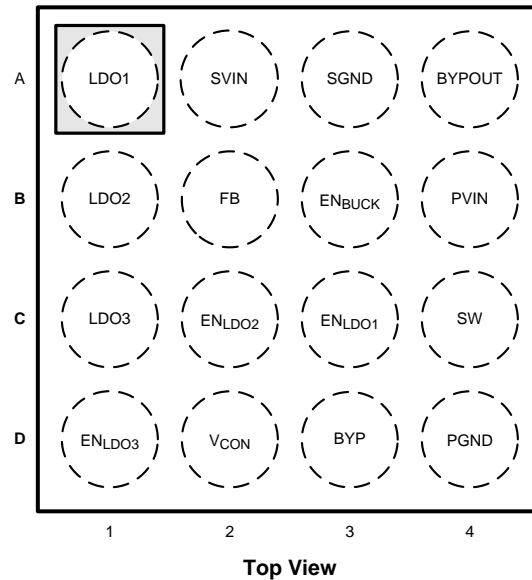 A LDO1 SVIN SGND BYPOUT
B LDO2 FB ENBUCK PVIN
C LDO3 ENLDO2 ENLDO1 SW
D ENLDO3 VCON BYP PGND
1 2 3 4
Top View